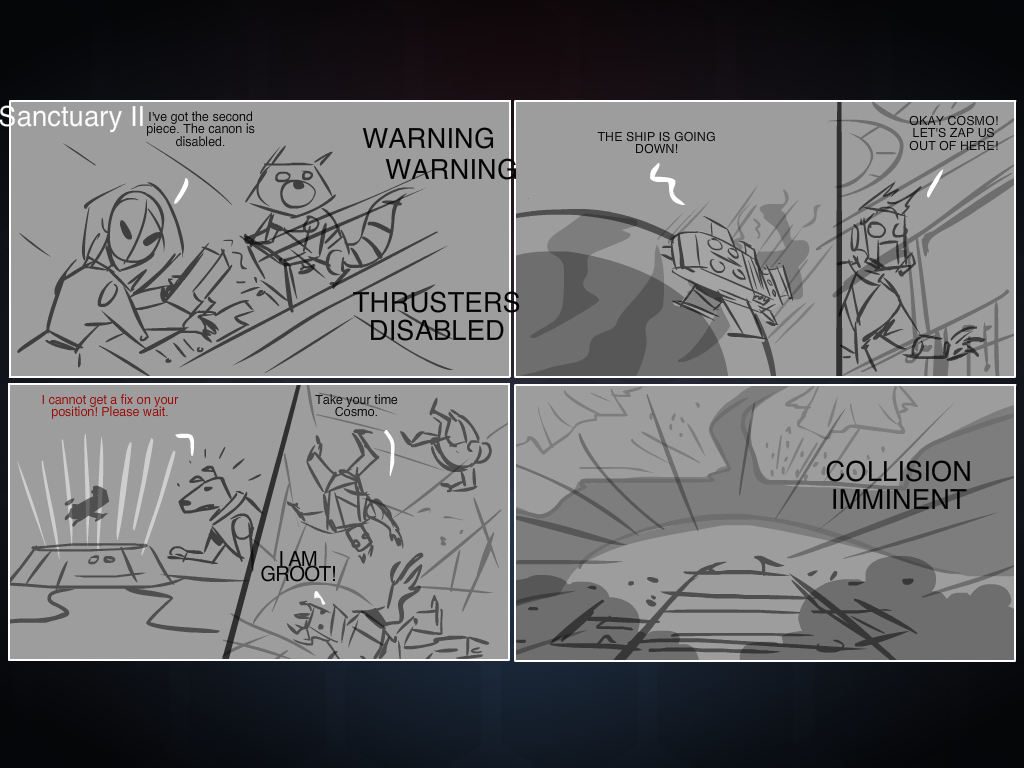 Sanctuary II
I've got the second
piece. The canon is
disabled.
WARNING
WARNING
THRUSTERS
DISABLED
THE SHIP IS GOING
DOWN!
OKAY COSMO!
LET'S ZAP US
OUT OF HERE!
I cannot get a fix on your
position! Please wait.
Take your time
Cosmo.
I AM
GROOT!
COLLISION
IMMINENT